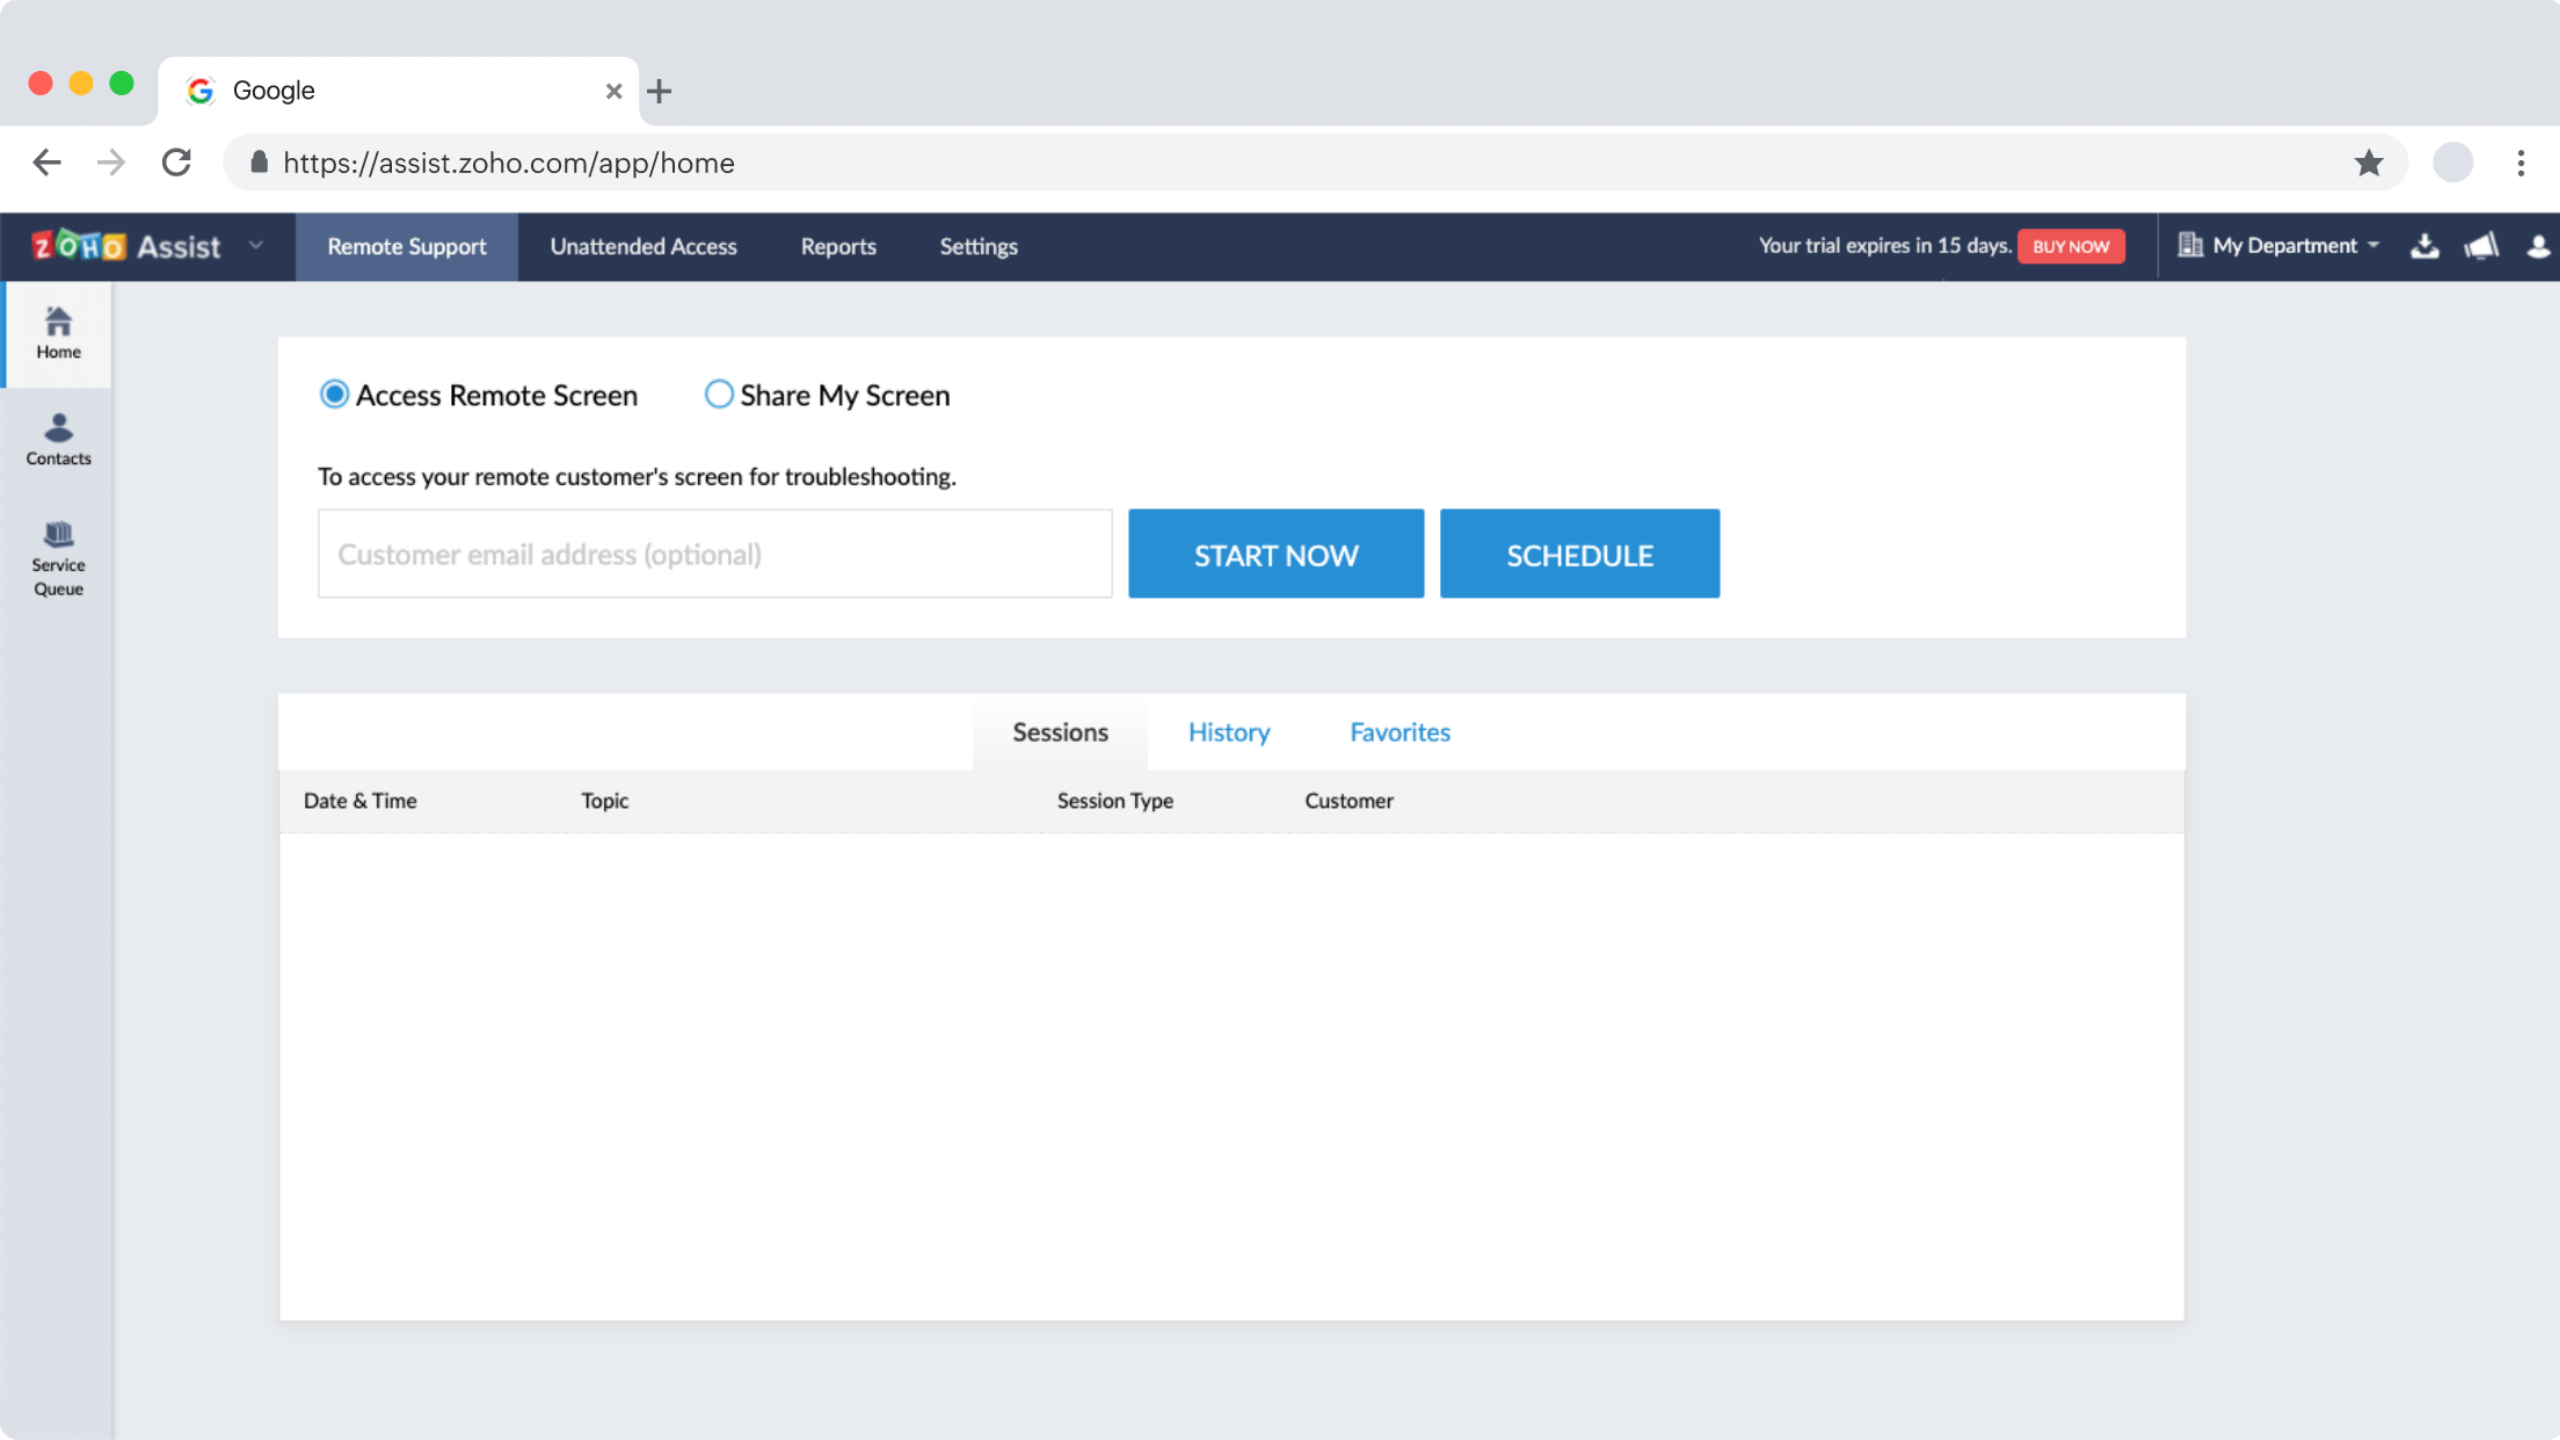 Google
https://assist.zoho.com/app/home
ZOHO Assist
Remote Support
Unattended Access
Reports
Settings
Your trial expires in 15 days.
BUY NOW
My Department
Home
Contacts
Service
Queue
Access Remote Screen
Share My Screen
To access your remote customer's screen for troubleshooting.
Customer email address (optional)
START NOW
SCHEDULE
Sessions
History
Favorites
Date & Time
Topic
Session Type
Customer